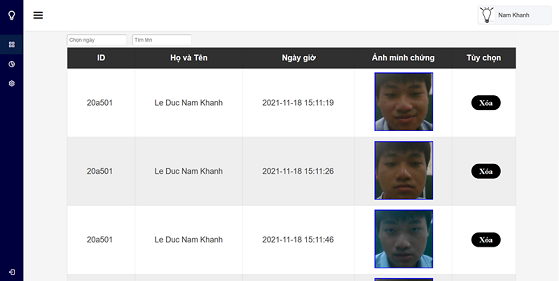 Nam Khanh
Chọn ngày Tìm tên
ID Họ và Tên Ngày giờ Ảnh minh chứng Tùy chọn
20a501 Le Duc Nam Khanh 2021-11-18 15:11:19 Xóa
20a501 Le Duc Nam Khanh 2021-11-18 15:11:26 Xóa
20a501 Le Duc Nam Khanh 2021-11-18 15:11:46 Xóa